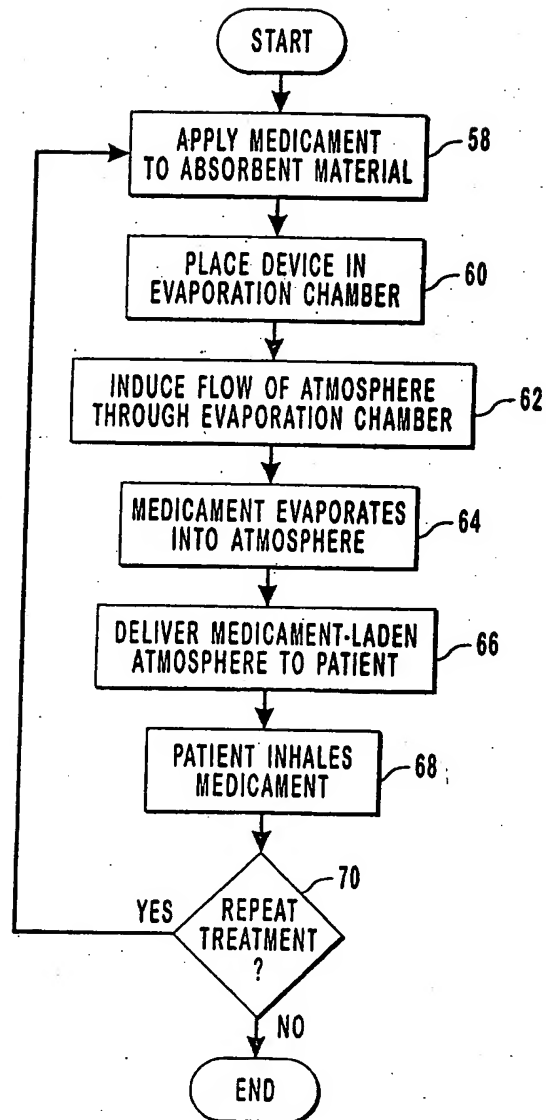 START
APPLY MEDICAMENT
TO ABSORBENT MATERIAL
58
PLACE DEVICE IN
EVAPORATION CHAMBER
60
INDUCE FLOW OF ATMOSPHERE
THROUGH EVAPORATION CHAMBER
62
MEDICAMENT EVAPORATES
INTO ATMOSPHERE
64
DELIVER MEDICAMENT-LADEN
ATMOSPHERE TO PATIENT
66
PATIENT INHALES
MEDICAMENT
68
70
YES
REPEAT
TREATMENT
?
NO
END